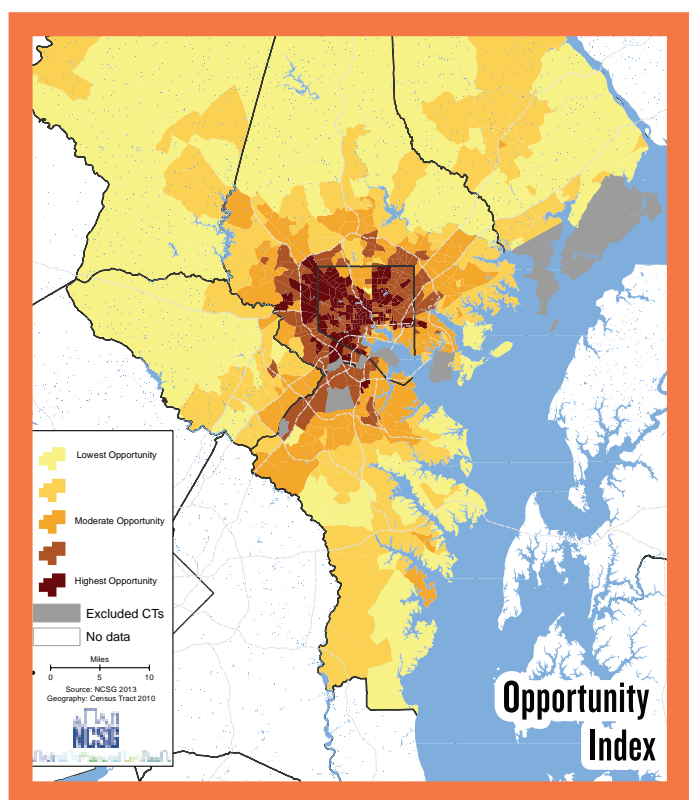 Lowest Opportunity
Moderate Opportunity
Highest Opportunity
Excluded CTs
No data
Miles
0 5 10
Source: NCSG 2013
Geography: Census Tract 2010
NCSG
Opportunity
Index